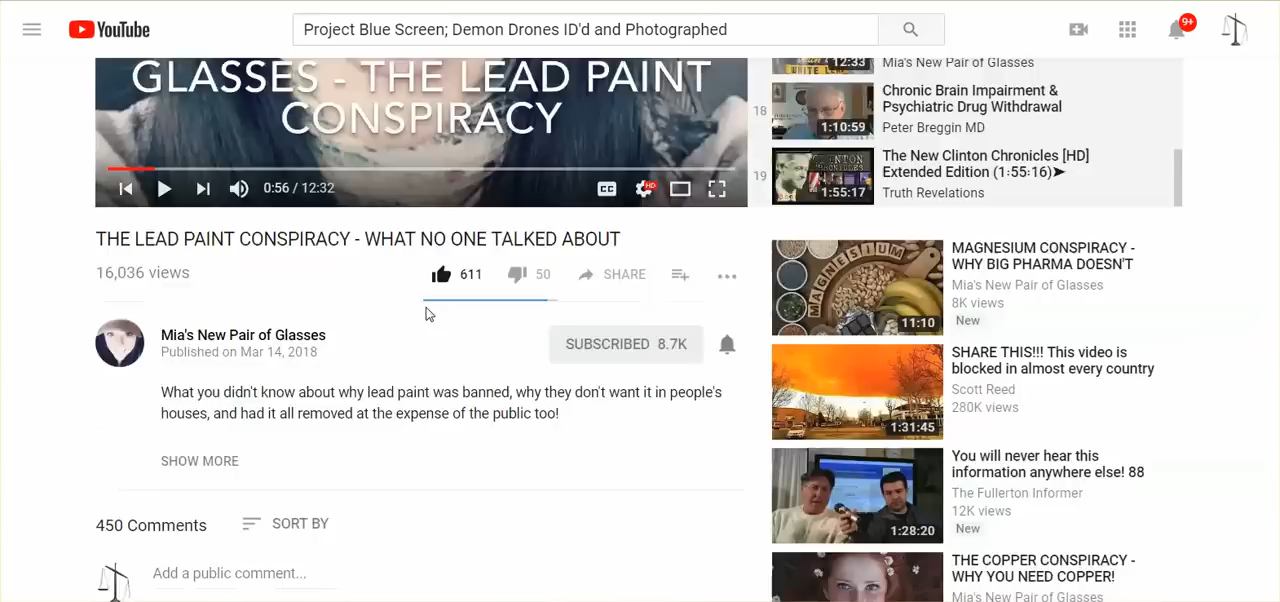 YouTube
Project Blue Screen; Demon Drones ID'd and Photographed
9+
GLASSES - THE LEAD PAINT
CONSPIRACY
0:56 / 12:32
CC
HD
THE LEAD PAINT CONSPIRACY - WHAT NO ONE TALKED ABOUT
16,036 views
611
50
SHARE
Mia's New Pair of Glasses
Published on Mar 14, 2018
SUBSCRIBED 8.7K
What you didn't know about why lead paint was banned, why they don't want it in people's
houses, and had it all removed at the expense of the public too!
SHOW MORE
450 Comments
SORT BY
Add a public comment...
WHITE LEAD
12:33
Mia's New Pair of Glasses
18
1:10:59
Chronic Brain Impairment &
Psychiatric Drug Withdrawal
Peter Breggin MD
19
1:55:17
The New Clinton Chronicles [HD]
Extended Edition (1:55:16)➤
Truth Revelations
MAGNESIUM
11:10
MAGNESIUM CONSPIRACY -
WHY BIG PHARMA DOESN'T
Mia's New Pair of Glasses
8K views
New
1:31:45
SHARE THIS!!! This video is
blocked in almost every country
Scott Reed
280K views
1:28:20
You will never hear this
information anywhere else! 88
The Fullerton Informer
12K views
New
THE COPPER CONSPIRACY -
WHY YOU NEED COPPER!
Mia's New Pair of Glasses